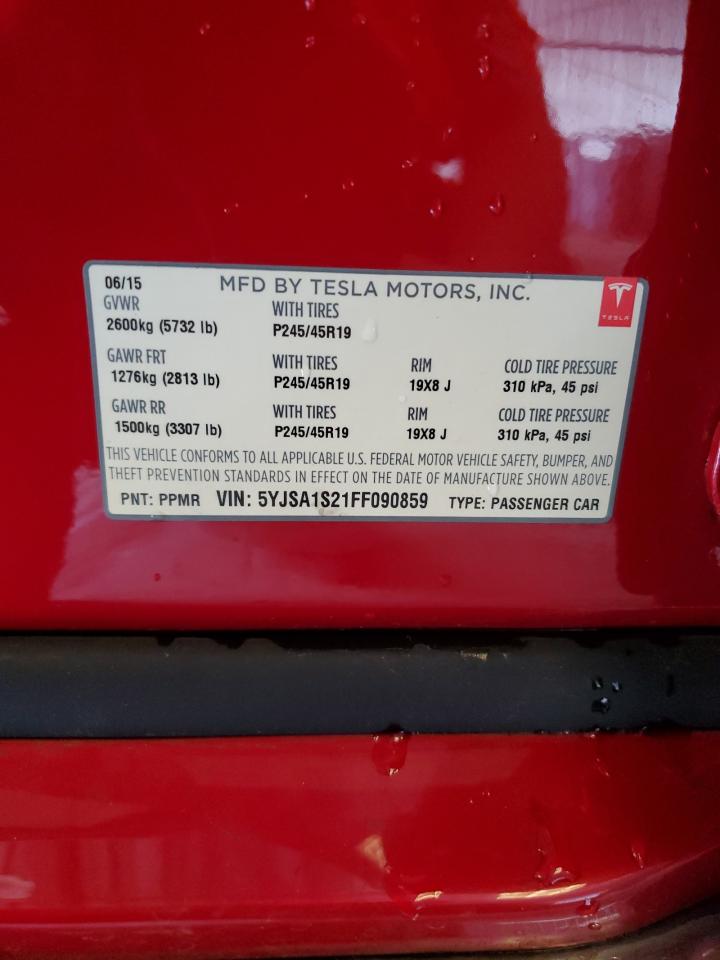 06/15 MFD BY TESLA MOTORS, INC.
TESLA
GVWR WITH TIRES
2600kg (5732 lb) P245/45R19
GAWR FRT WITH TIRES RIM COLD TIRE PRESSURE
1276kg (2813 lb) P245/45R19 19X8 J 310 kPa, 45 psi
GAWR RR WITH TIRES RIM COLD TIRE PRESSURE
1500kg (3307 lb) P245/45R19 19X8 J 310 kPa, 45 psi
THIS VEHICLE CONFORMS TO ALL APPLICABLE U.S. FEDERAL MOTOR VEHICLE SAFETY, BUMPER, AND
THEFT PREVENTION STANDARDS IN EFFECT ON THE DATE OF MANUFACTURE SHOWN ABOVE.
PNT: PPMR VIN: 5YJSA1S21FF090859 TYPE: PASSENGER CAR